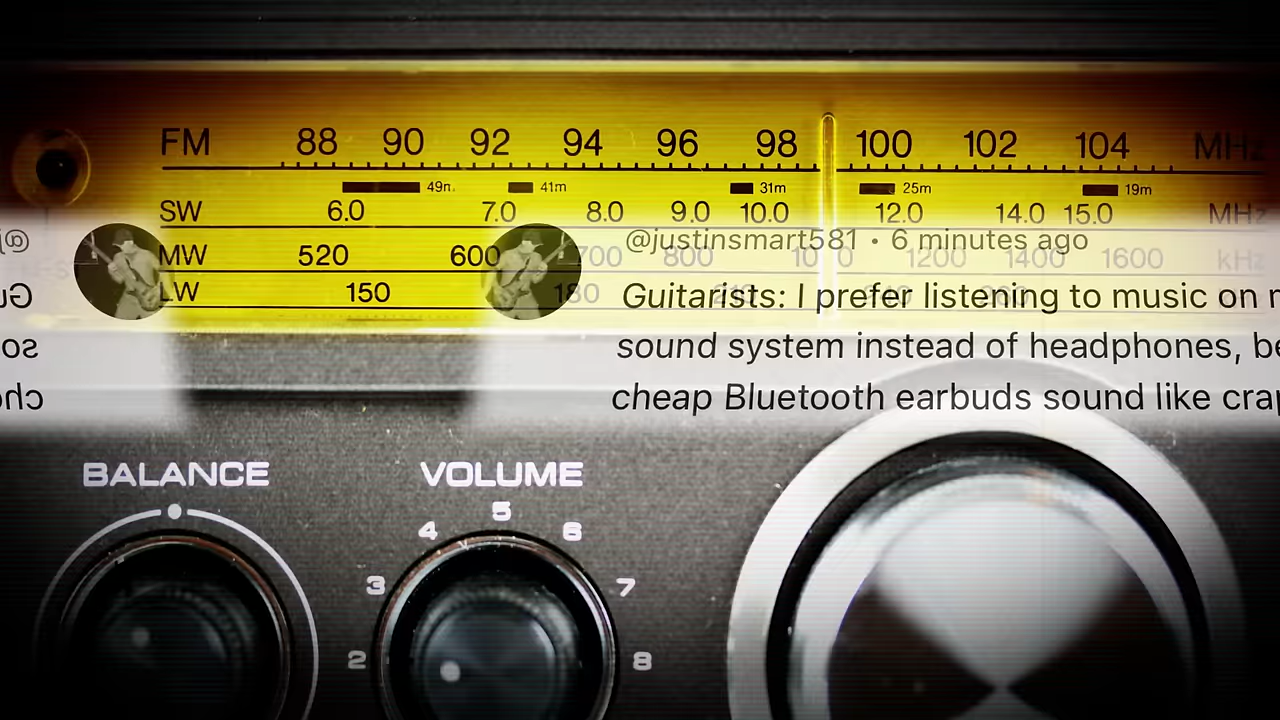 FM 88 90 92 94 96 98 100 102 104 MHz
49m 41m 31m 25m 19m
SW 6.0 7.0 8.0 9.0 10.0 12.0 14.0 15.0 MHz
@justinsmart581 • 6 minutes ago
MW 520 600 700 800 1200 1400 1600 kHz
LW 150 180
Guitarists: I prefer listening to music on
sound system instead of headphones,
cheap Bluetooth earbuds sound like
BALANCE VOLUME
2 3 4 5 6 7 8